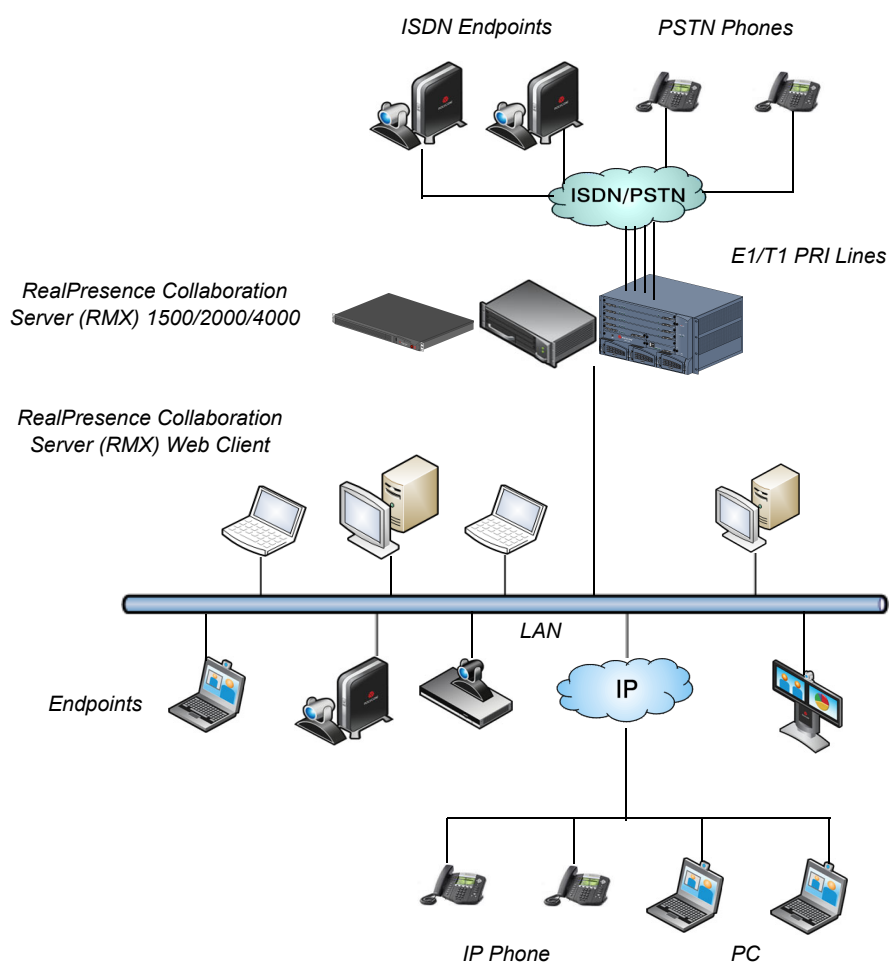 ISDN Endpoints
PSTN Phones
ISDN/PSTN
E1/T1 PRI Lines
RealPresence Collaboration
Server (RMX) 1500/2000/4000
RealPresence Collaboration
Server (RMX) Web Client
LAN
Endpoints
IP
IP Phone
PC